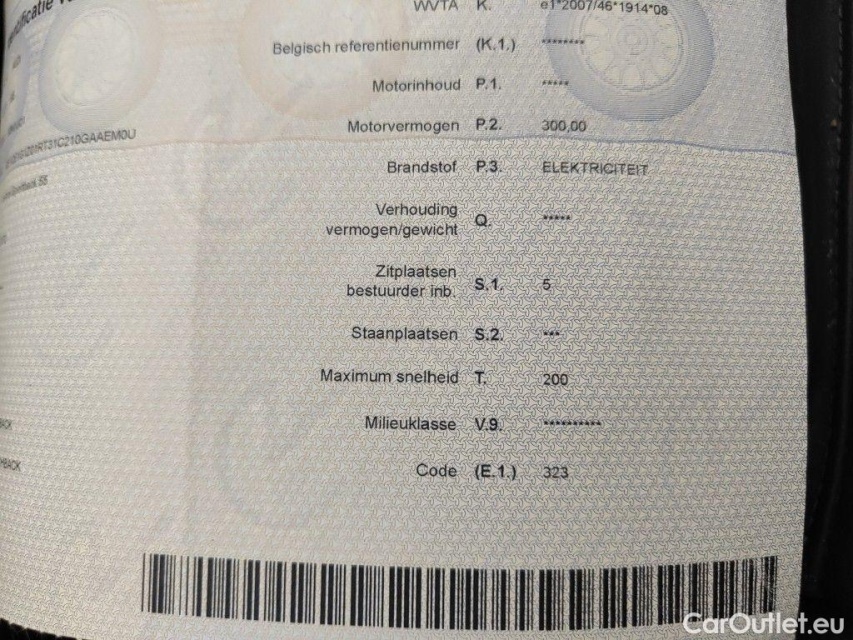 WVTA K. e1*2007/46*1914*08
Belgisch referentienummer (K.1.) ********
Motorinhoud P.1. *****
Motorvermogen P.2. 300,00
Brandstof P.3. ELEKTRICITEIT
Verhouding
vermogen/gewicht Q. *****
Zitplaatsen
bestuurder inb. S.1. 5
Staanplaatsen S.2. ***
Maximum snelheid T. 200
Milieuklasse V.9. **********
Code (E.1.) 323
CarOutlet.eu